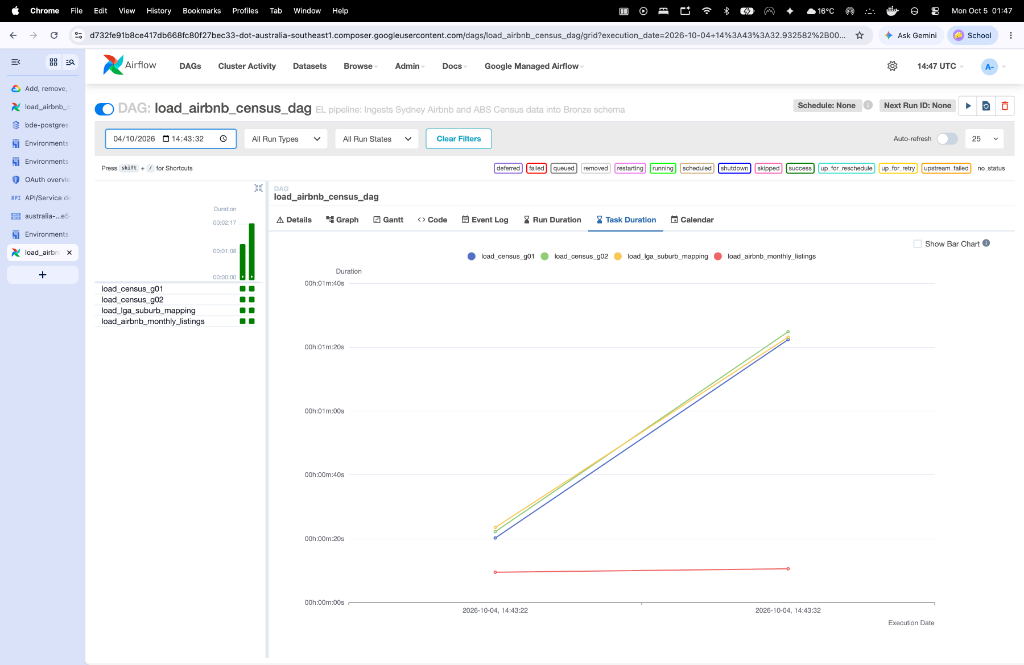 Chrome File Edit View History Bookmarks Profiles Tab Window Help 16°C Mon Oct 5 01:47
d732fe91b8ce417db668fc80f27bec33-dot-australia-southeast1.composer.googleusercontent.com/dags/load_airbnb_census_dag/grid?execution_date=2026-10-04+14%3A43%3A32.932582%2B00... Ask Gemini School
Airflow DAGs Cluster Activity Datasets Browse Admin Docs Google Managed Airflow 14:47 UTC A-
Add, remove,
load_airbnb_
bde-postgre
Environments
Environments
OAuth overvi
API/Service d
australia-...e6
Environments
load_airbn
DAG: load_airbnb_census_dag EL pipeline: Ingests Sydney Airbnb and ABS Census data into Bronze schema
Schedule: None Next Run ID: None
04/10/2026 14:43:32 All Run Types All Run States Clear Filters Auto-refresh 25
Press shift + / for Shortcuts
deferred failed queued removed restarting running scheduled shutdown skipped success up_for_reschedule up_for_retry upstream_failed no_status
Duration
00:02:17
00:01:08
00:00:00
load_census_g01
load_census_g02
load_lga_suburb_mapping
load_airbnb_monthly_listings
DAG
load_airbnb_census_dag
Details Graph Gantt Code Event Log Run Duration Task Duration Calendar
Show Bar Chart
load_census_g01 load_census_g02 load_lga_suburb_mapping load_airbnb_monthly_listings
Duration
00h:01m:40s
00h:01m:20s
00h:01m:00s
00h:00m:40s
00h:00m:20s
00h:00m:00s
2026-10-04, 14:43:22 2026-10-04, 14:43:32
Execution Date